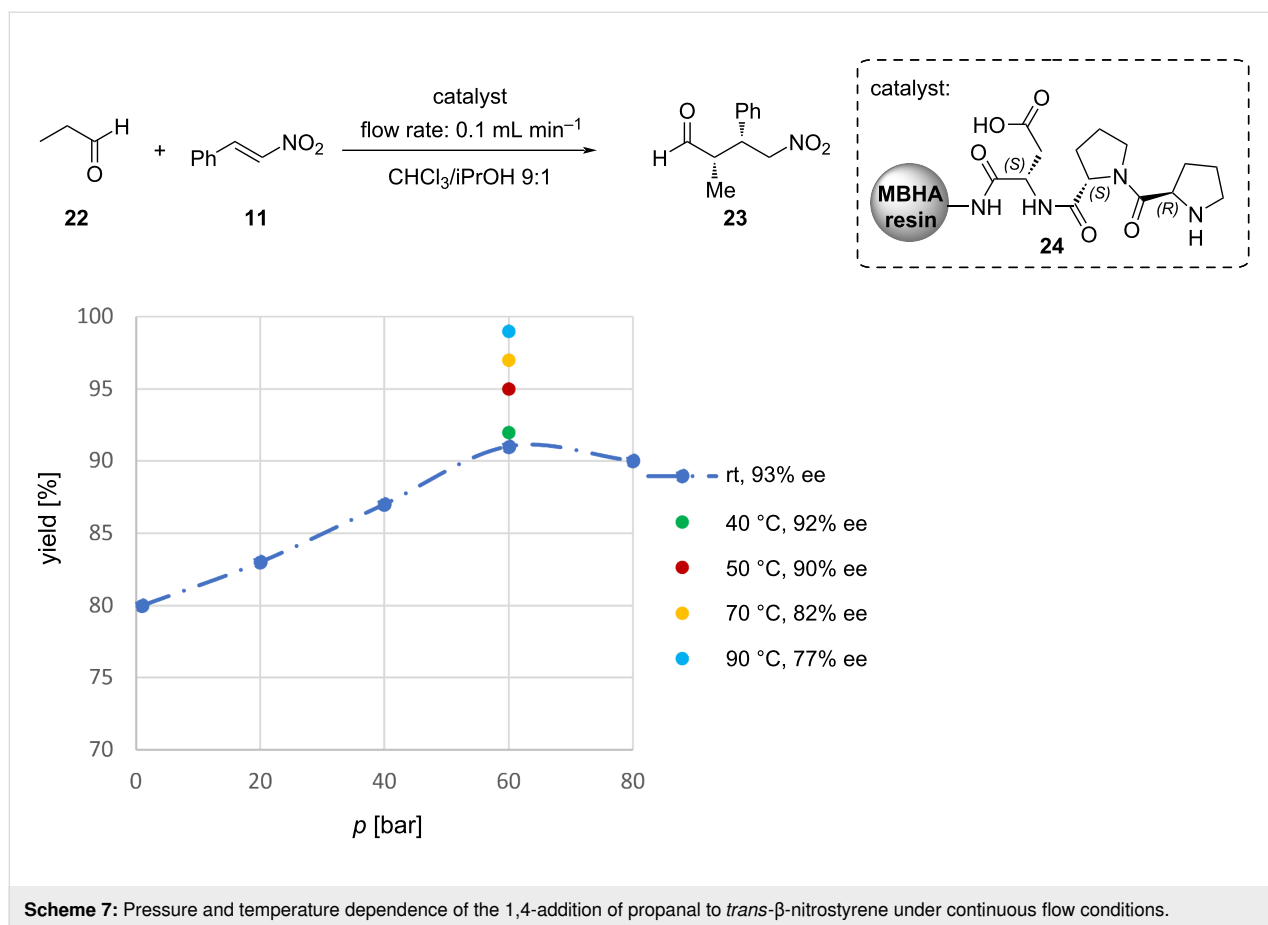 catalyst
flow rate: 0.1 mL min⁻¹
CHCl₃/iPrOH 9:1
H
O
22
+
Ph
NO₂
11
O
H
Ph
NO₂
Me
23
catalyst:
O
HO
O
(S)
MBHA
resin
NH
HN
O
(S)
N
O
(R)
N
H
24
100
95
90
85
80
75
70
yield [%]
0 20 40 60 80
p [bar]
rt, 93% ee
40 °C, 92% ee
50 °C, 90% ee
70 °C, 82% ee
90 °C, 77% ee
Scheme 7: Pressure and temperature dependence of the 1,4-addition of propanal to trans-β-nitrostyrene under continuous flow conditions.